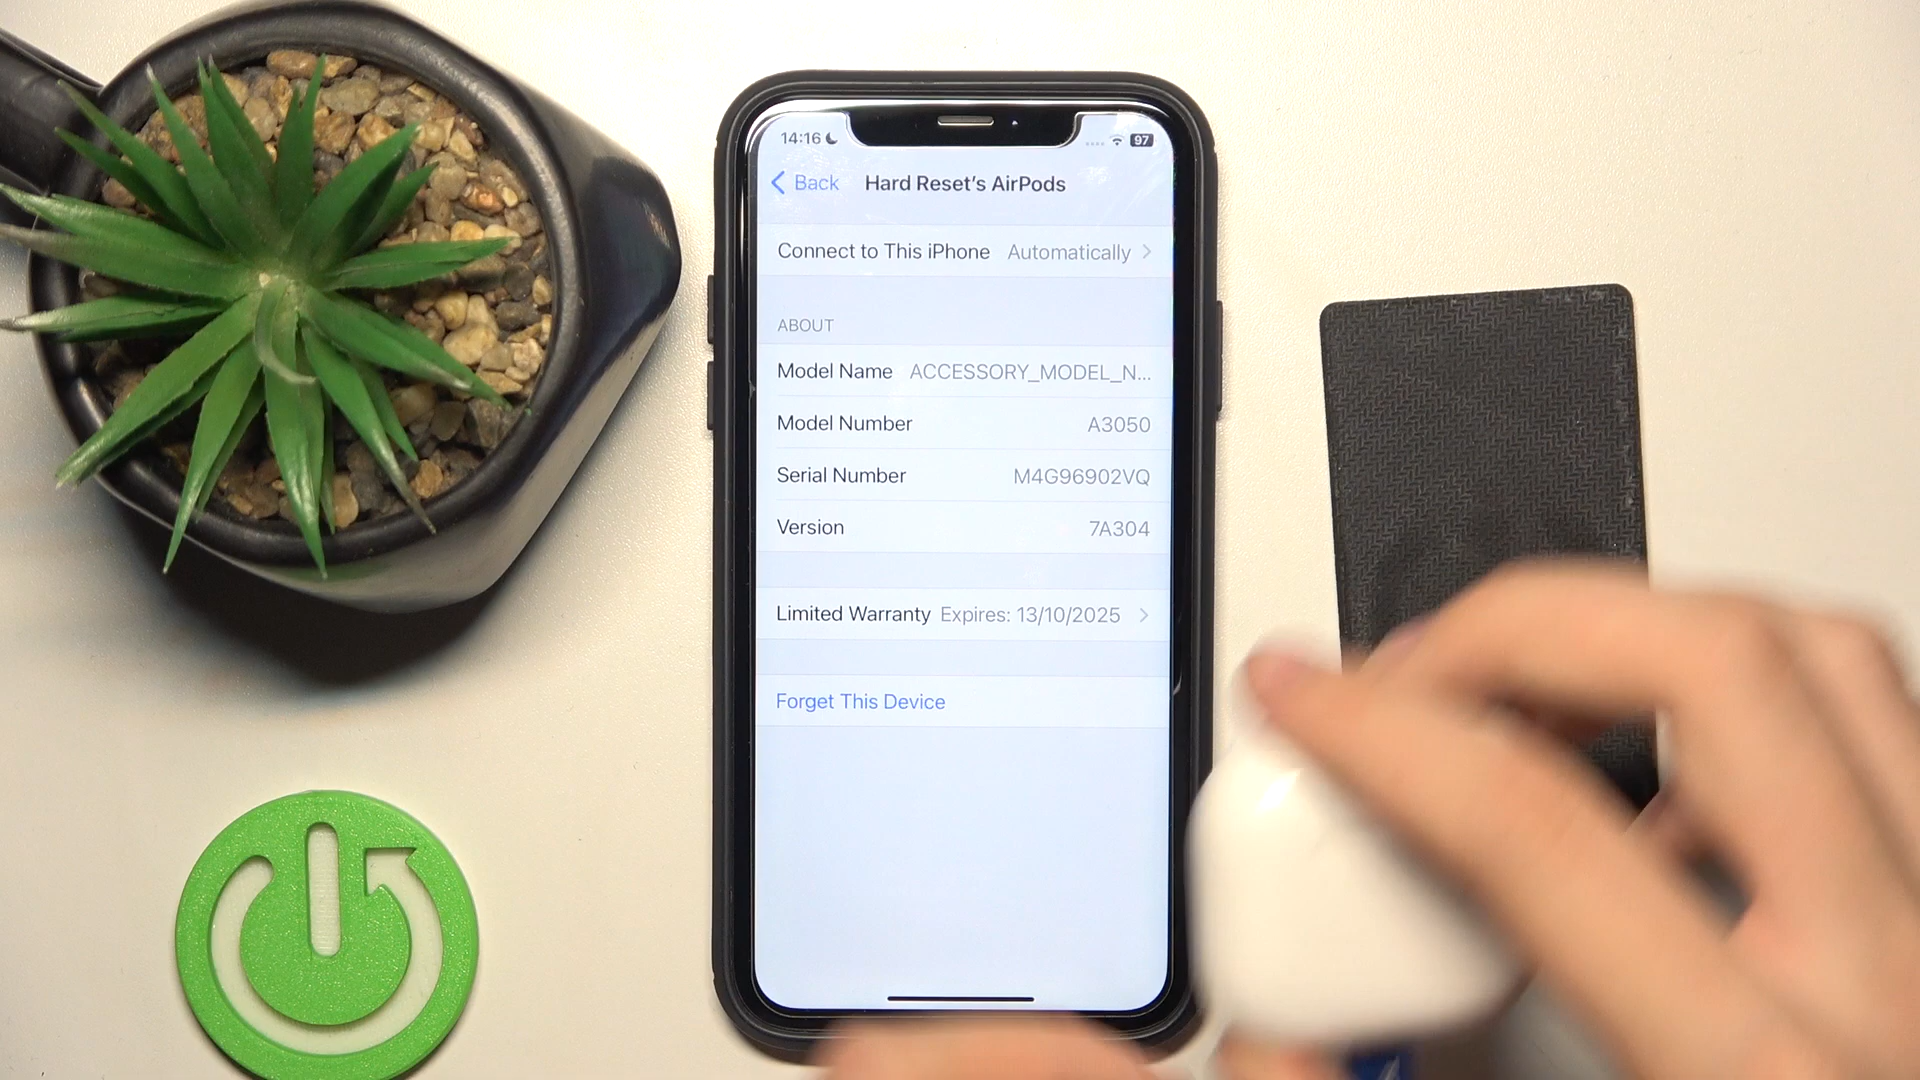 14:16
97
Back
Hard Reset's AirPods
Connect to This iPhone Automatically
ABOUT
Model Name ACCESSORY_MODEL_N...
Model Number A3050
Serial Number M4G96902VQ
Version 7A304
Limited Warranty Expires: 13/10/2025
Forget This Device